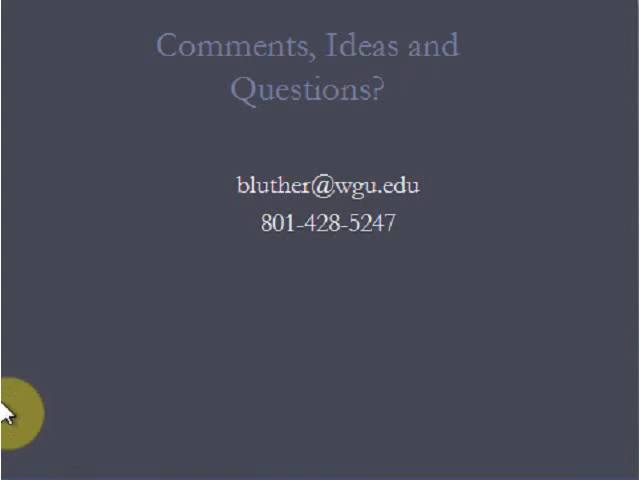 Comments, Ideas and
Questions?
bluther@wgu.edu
801-428-5247